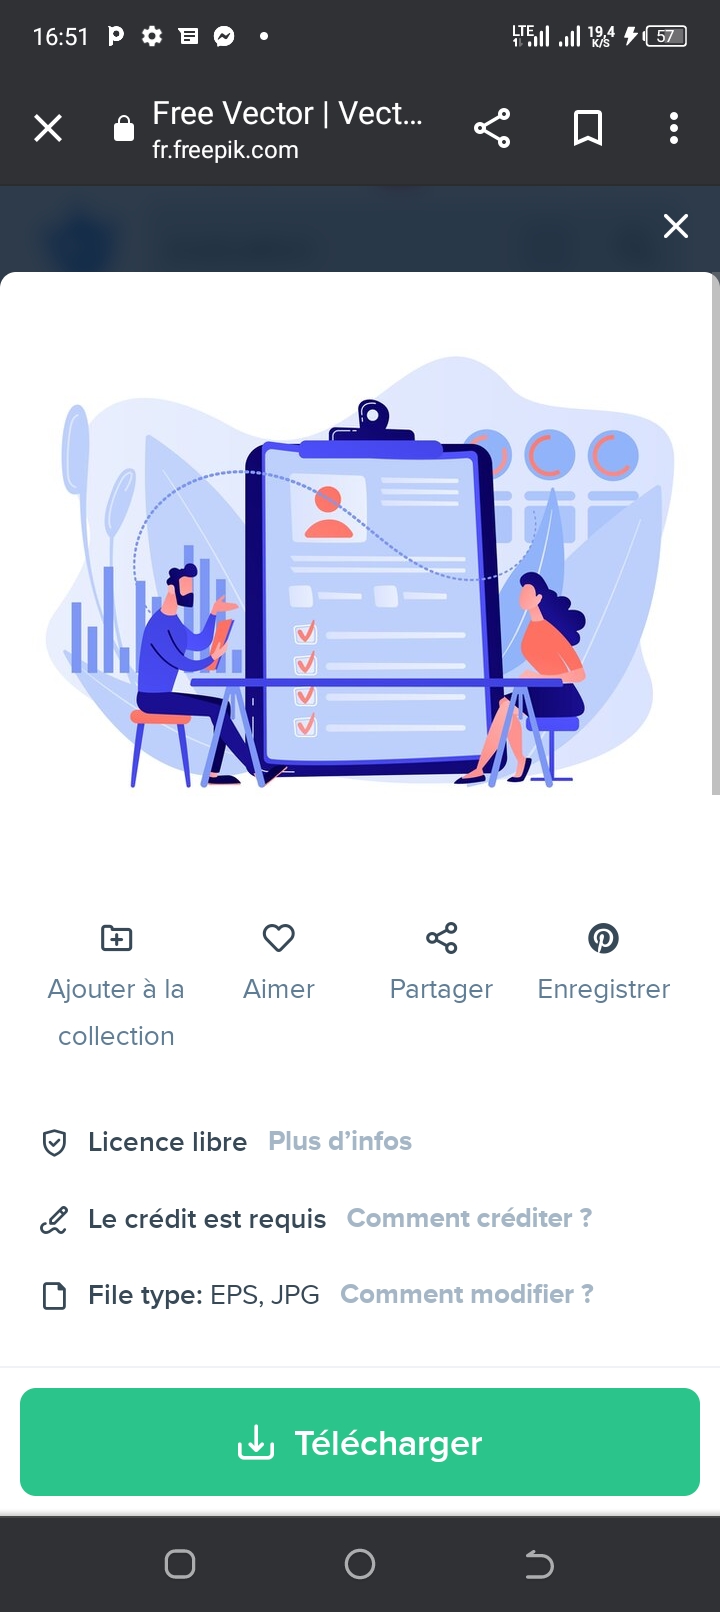 16:51
LTE
19,4
K/S
57
Free Vector | Vect...
fr.freepik.com
Ajouter à la
collection
Aimer
Partager
Enregistrer
Licence libre Plus d'infos
Le crédit est requis Comment créditer ?
File type: EPS, JPG Comment modifier ?
Télécharger